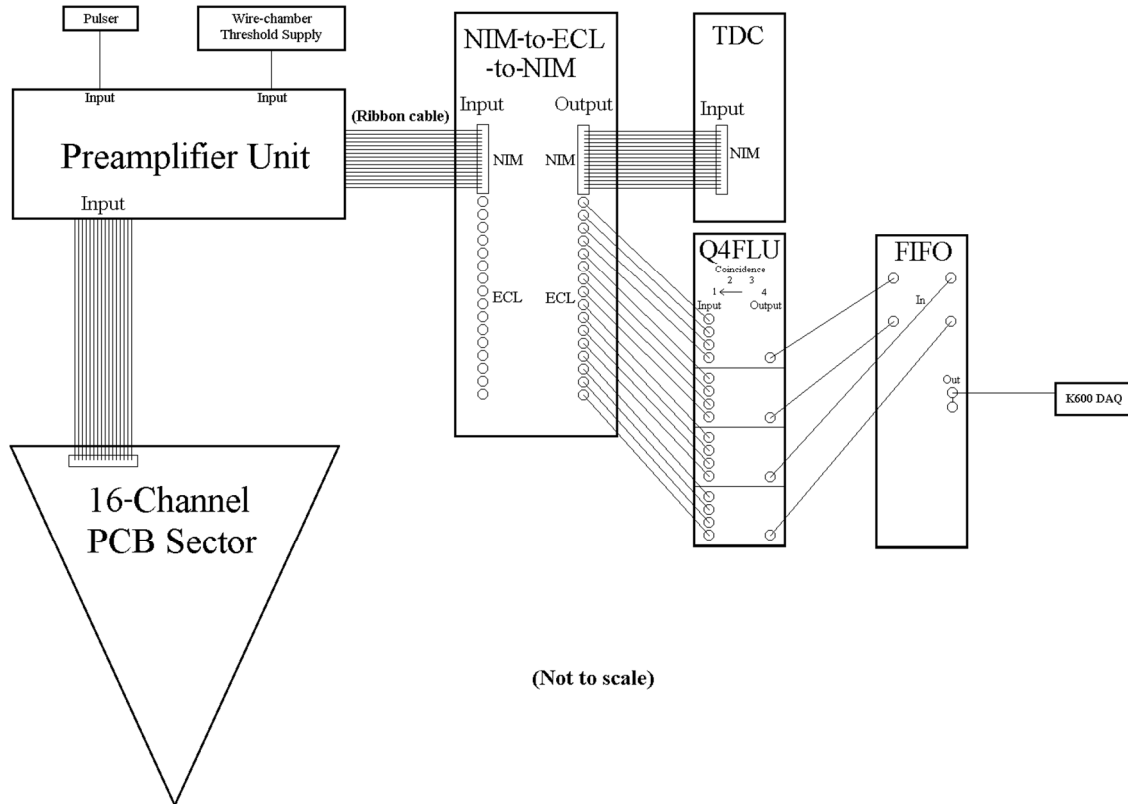 Pulser
Wire-chamber
Threshold Supply
Input
Input
Preamplifier Unit
Input
(Ribbon cable)
NIM-to-ECL
-to-NIM
Input
Output
NIM
NIM
ECL
ECL
TDC
Input
NIM
Q4FLU
Coincidence
2 3
1 4
Input
Output
FIFO
In
Out
K600 DAQ
16-Channel
PCB Sector
(Not to scale)